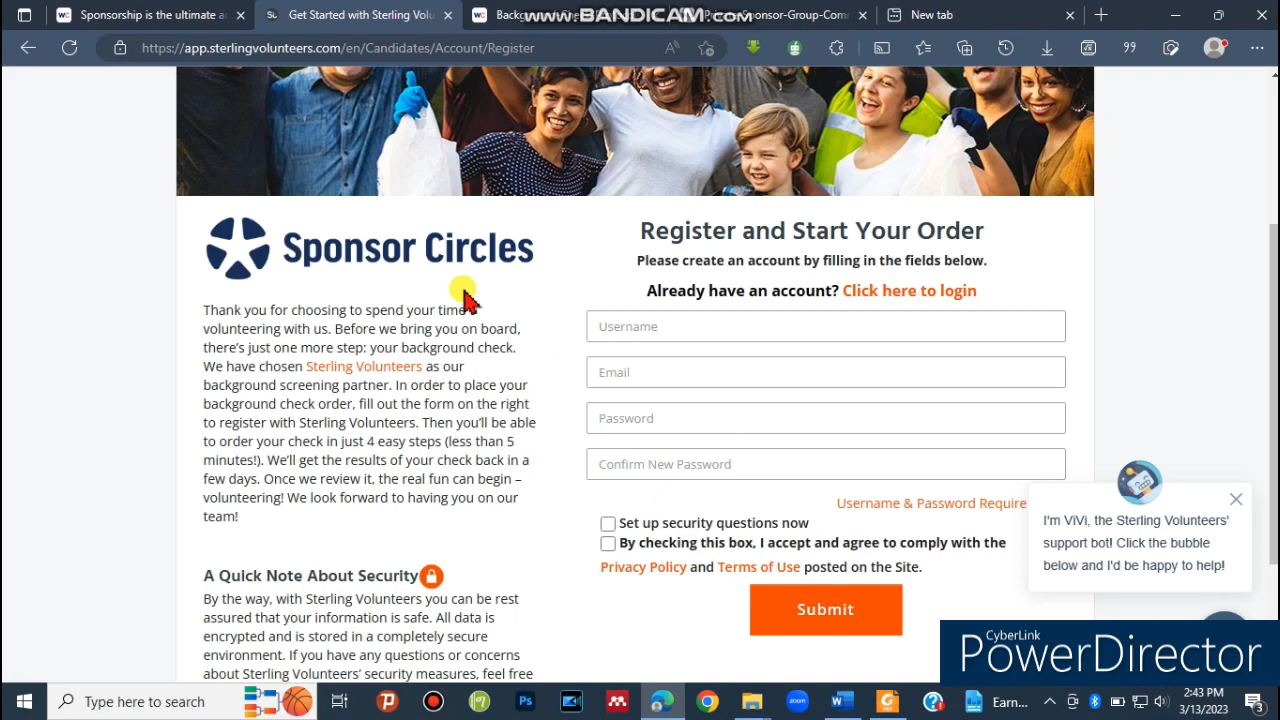 Sponsorship is the ultimate a
Get Started with Sterling Volu
Back
www.BANDICAM.com
Sponsor-Group-Com
New tab
https://app.sterlingvolunteers.com/en/Candidates/Account/Register
Sponsor Circles
Thank you for choosing to spend your time
volunteering with us. Before we bring you on board,
there's just one more step: your background check.
We have chosen Sterling Volunteers as our
background screening partner. In order to place your
background check order, fill out the form on the right
to register with Sterling Volunteers. Then you'll be able
to order your check in just 4 easy steps (less than 5
minutes!). We'll get the results of your check back in a
few days. Once we review it, the real fun can begin –
volunteering! We look forward to having you on our
team!
A Quick Note About Security
By the way, with Sterling Volunteers you can be rest
assured that your information is safe. All data is
encrypted and is stored in a completely secure
environment. If you have any questions or concerns
about Sterling Volunteers' security measures, feel free
Register and Start Your Order
Please create an account by filling in the fields below.
Already have an account? Click here to login
Username
Email
Password
Confirm New Password
Username & Password Require
Set up security questions now
By checking this box, I accept and agree to comply with the
Privacy Policy and Terms of Use posted on the Site.
Submit
I'm ViVi, the Sterling Volunteers'
support bot! Click the bubble
below and I'd be happy to help!
CyberLink
PowerDirector
Type here to search
Earn...
2:43 PM
3/13/2023
3